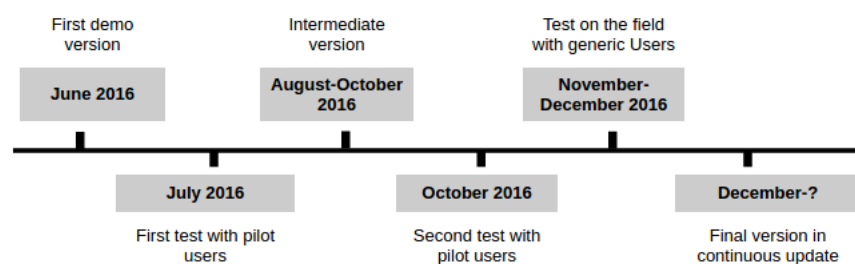 First demo
version
June 2016
Intermediate
version
August-October
2016
Test on the field
with generic Users
November-
December 2016
July 2016
First test with pilot
users
October 2016
Second test with
pilot users
December-?
Final version in
continuous update